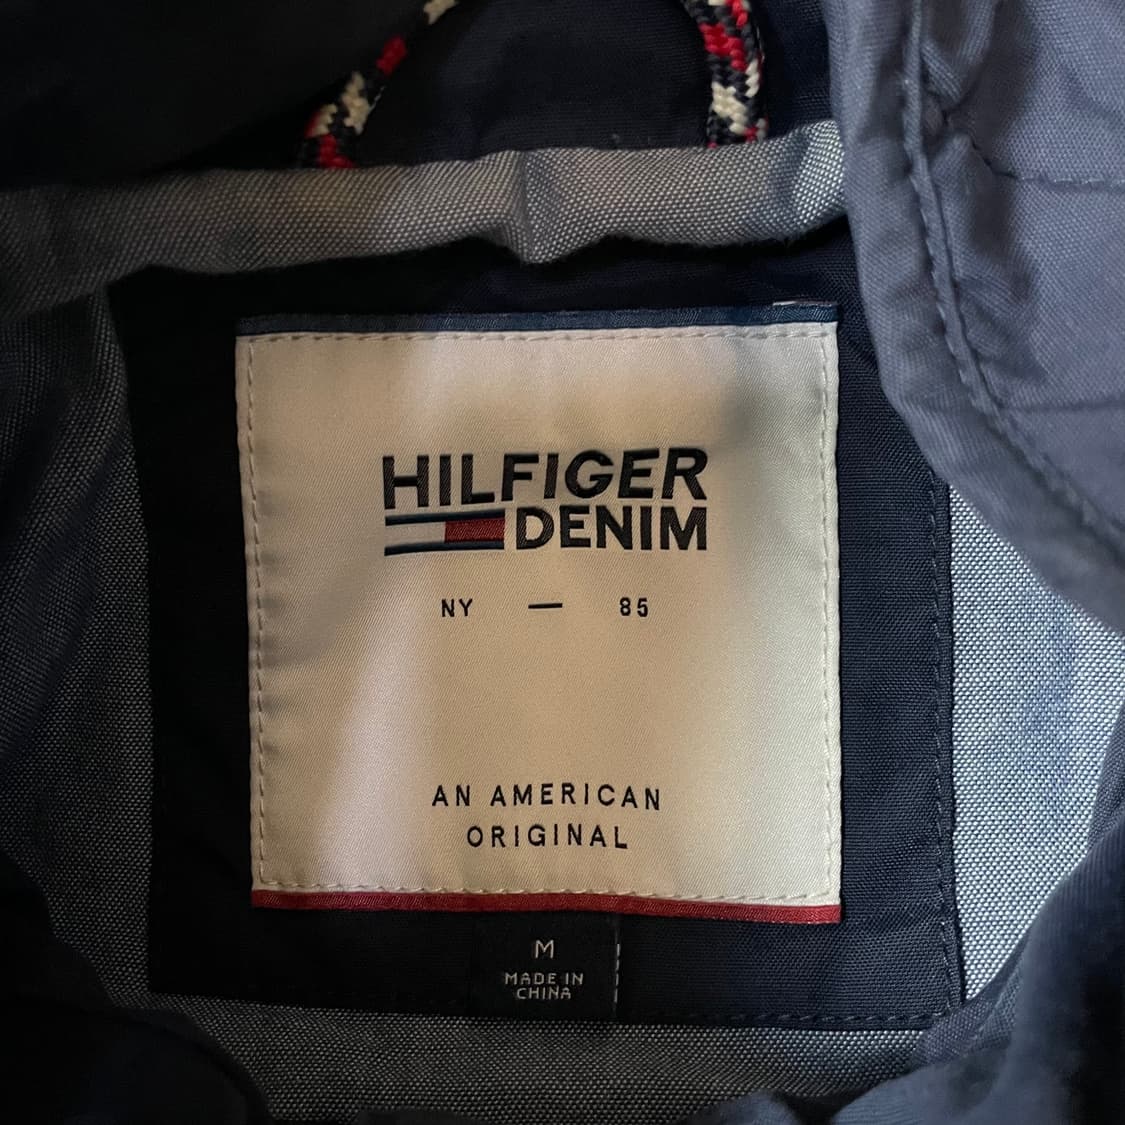 HILFIGER
DENIM
NY — 85
AN AMERICAN
ORIGINAL
M
MADE IN
CHINA